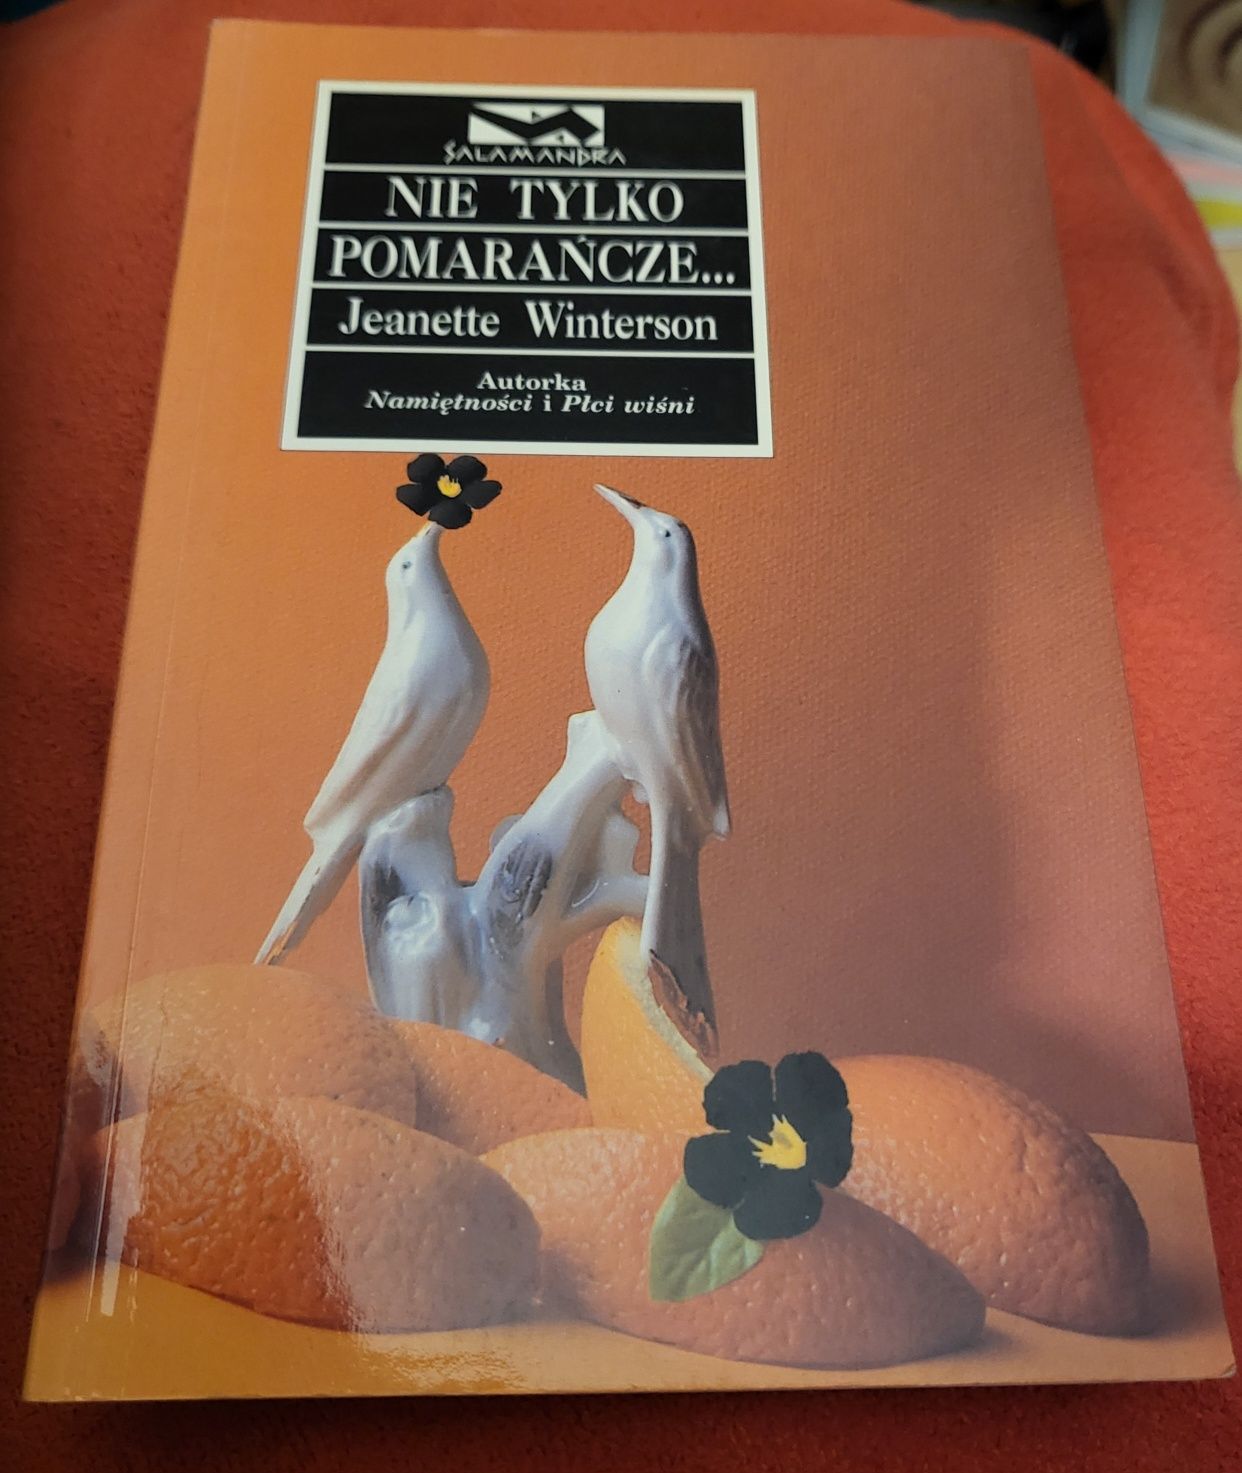 SALAMANDRA
NIE TYLKO
POMARAŃCZE...
Jeanette Winterson
Autorka
Namiętności i Płci wiśni